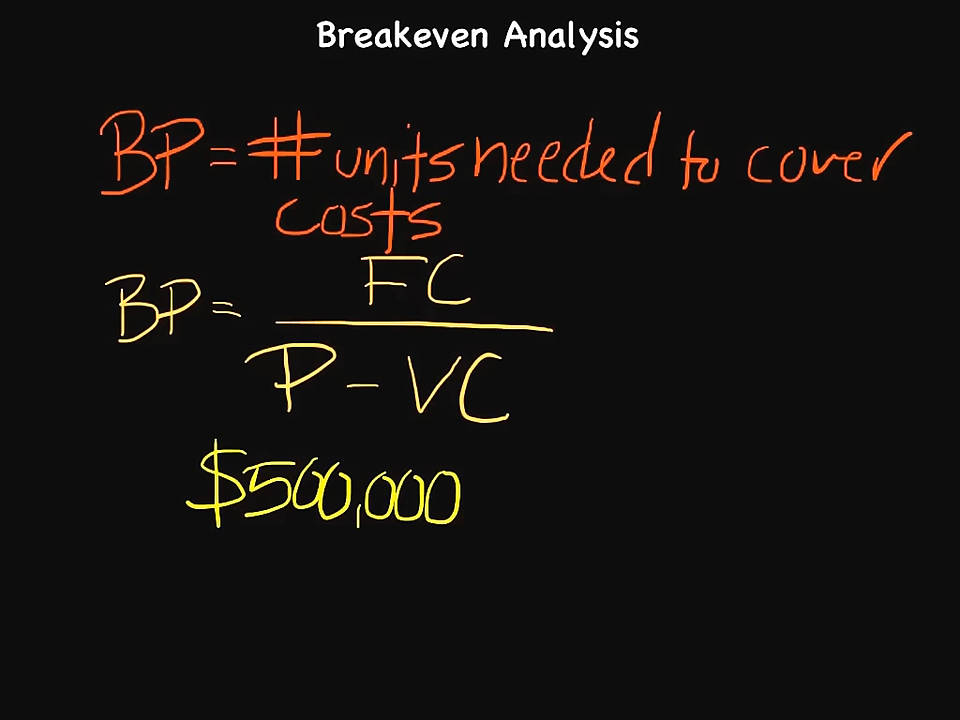 Breakeven Analysis
BP = # units needed to cover
costs
BP = FC
P - VC
$500,000